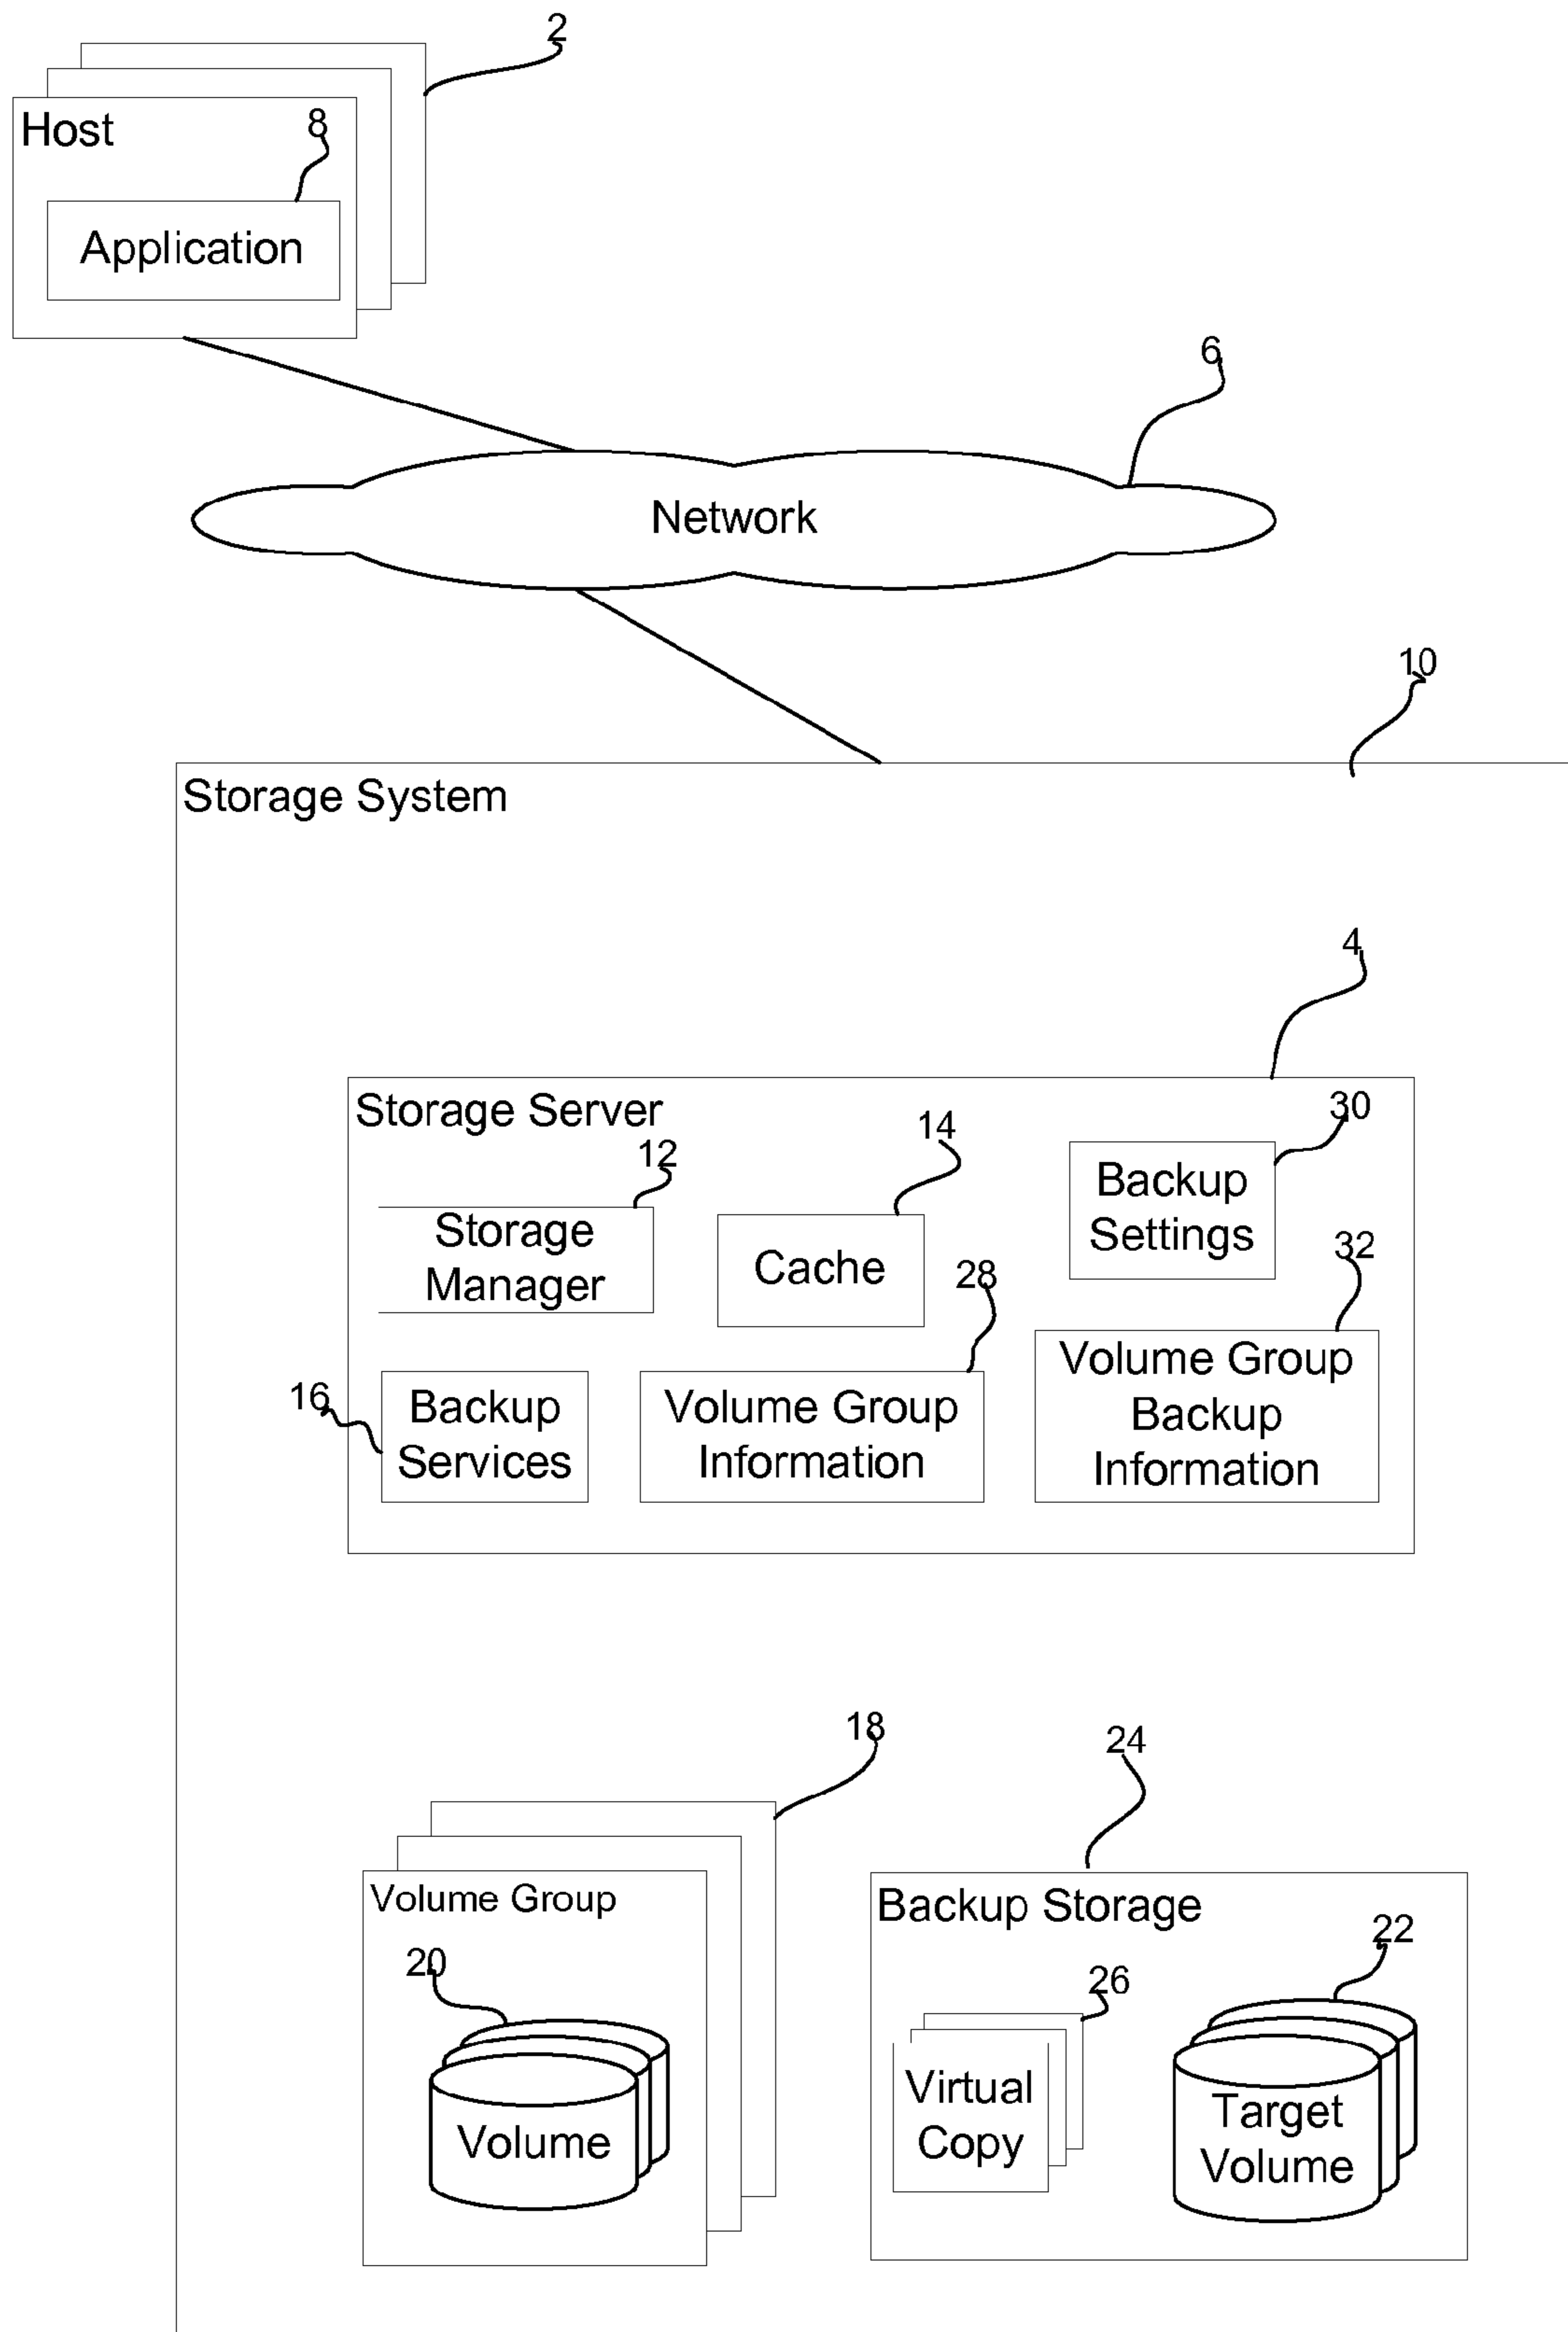 2
Host
8
Application
6
Network
10
Storage System
4
Storage Server
30
14
12
Backup
Settings
Storage
Manager
Cache
32
28
Volume Group
Backup
Information
16
Backup
Services
Volume Group
Information
18
24
Volume Group
Backup Storage
20
22
26
Volume
Virtual
Copy
Target
Volume